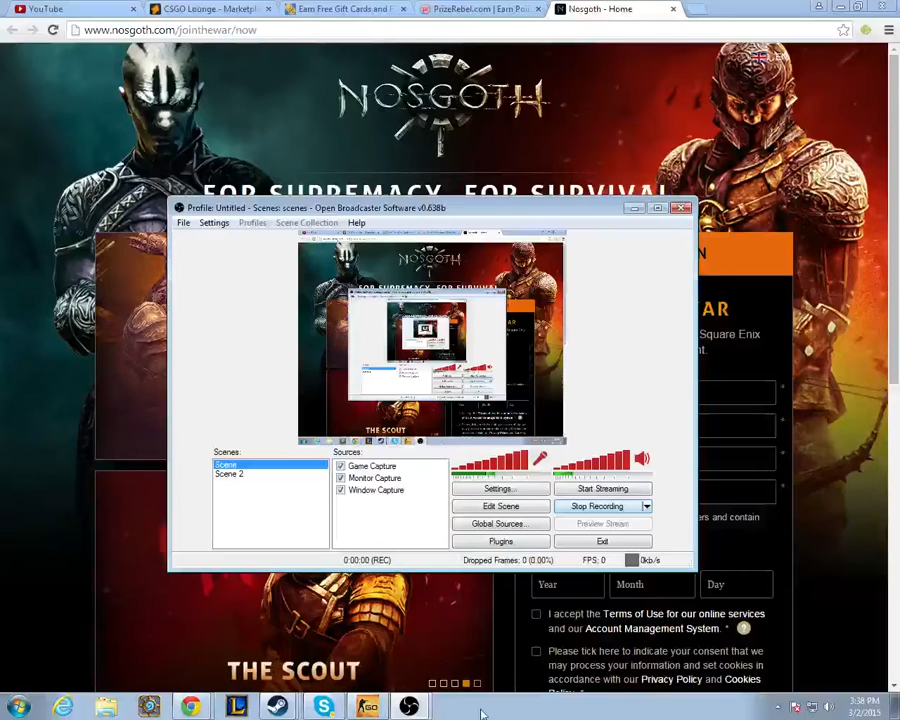 YouTube
CSGO Lounge - Marketpl
Earn Free Gift Cards and F
PrizeRebel.com | Earn Poi
Nosgoth - Home
www.nosgoth.com/jointhewar/now
NOSGOTH
FOR SUPREMACY. FOR SURVIVAL
Profile: Untitled - Scenes: scenes - Open Broadcaster Software v0.638b
File Settings Profiles Scene Collection Help
N
AR
Square Enix
t.
THE SCOUT
Scenes:
Sources:
Scene
Scene 2
Game Capture
Monitor Capture
Window Capture
Settings...
Start Streaming
Edit Scene
Stop Recording
Global Sources...
Preview Stream
Plugins
Exit
ers and contain
0:00:00 (REC)
Dropped Frames: 0 (0.00%)
FPS: 0
0kb/s
Year
Month
Day
I accept the Terms of Use for our online services
and our Account Management System. * ?
Please tick here to indicate your consent that we
may process your information and set cookies in
accordance with our Privacy Policy and Cookies
THE SCOUT
GO
3:38 PM
3/2/2015